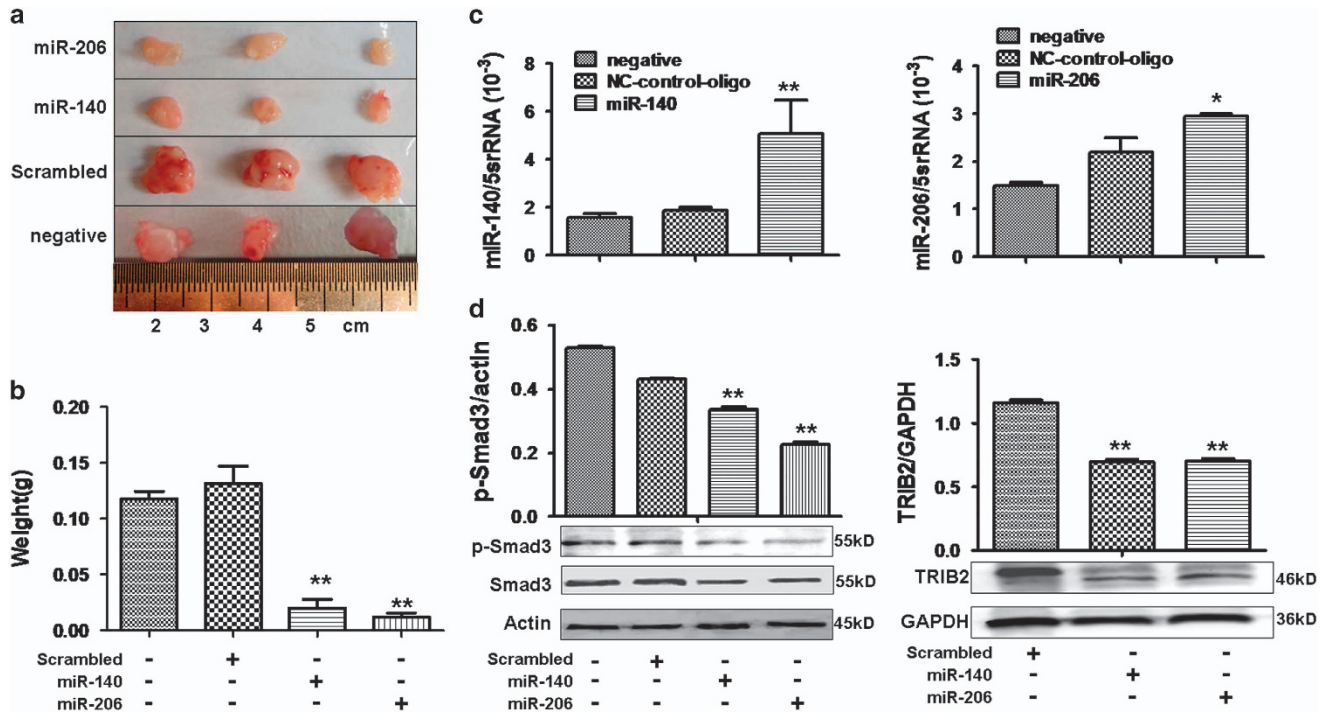 a
miR-206
miR-140
Scrambled
negative
2 3 4 5 cm
b
Weight(g)
0.20
0.15
0.10
0.05
0.00
**
**
Scrambled - + - -
miR-140 - - + -
miR-206 - - - +
c
miR-140/5srRNA (10-3)
8
6
4
2
0
negative
NC-control-oligo
miR-140
**
miR-206/5srRNA (10-3)
4
3
2
1
0
negative
NC-control-oligo
miR-206
*
d
p-Smad3/actin
0.6
0.4
0.2
0.0
**
**
p-Smad3 55kD
Smad3 55kD
Actin 45kD
Scrambled - + - -
miR-140 - - + -
miR-206 - - - +
TRIB2/GAPDH
1.5
1.0
0.5
0.0
**
**
TRIB2 46kD
GAPDH 36kD
Scrambled + - -
miR-140 - + -
miR-206 - - +